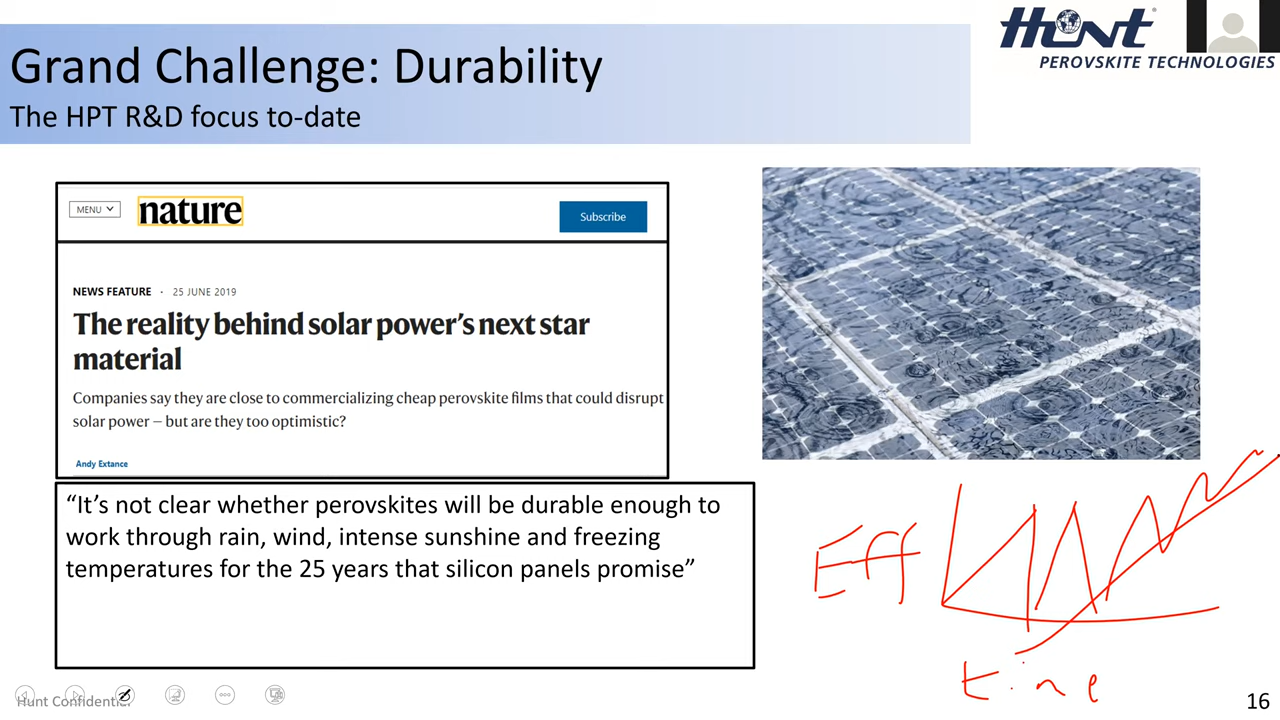 Grand Challenge: Durability
The HPT R&D focus to-date
Hunt
PEROVSKITE TECHNOLOGIES
MENU
nature
Subscribe
NEWS FEATURE · 25 JUNE 2019
The reality behind solar power's next star
material
Companies say they are close to commercializing cheap perovskite films that could disrupt
solar power – but are they too optimistic?
Andy Extance
“It’s not clear whether perovskites will be durable enough to
work through rain, wind, intense sunshine and freezing
temperatures for the 25 years that silicon panels promise”
Eff
time
Hunt Confidential
16